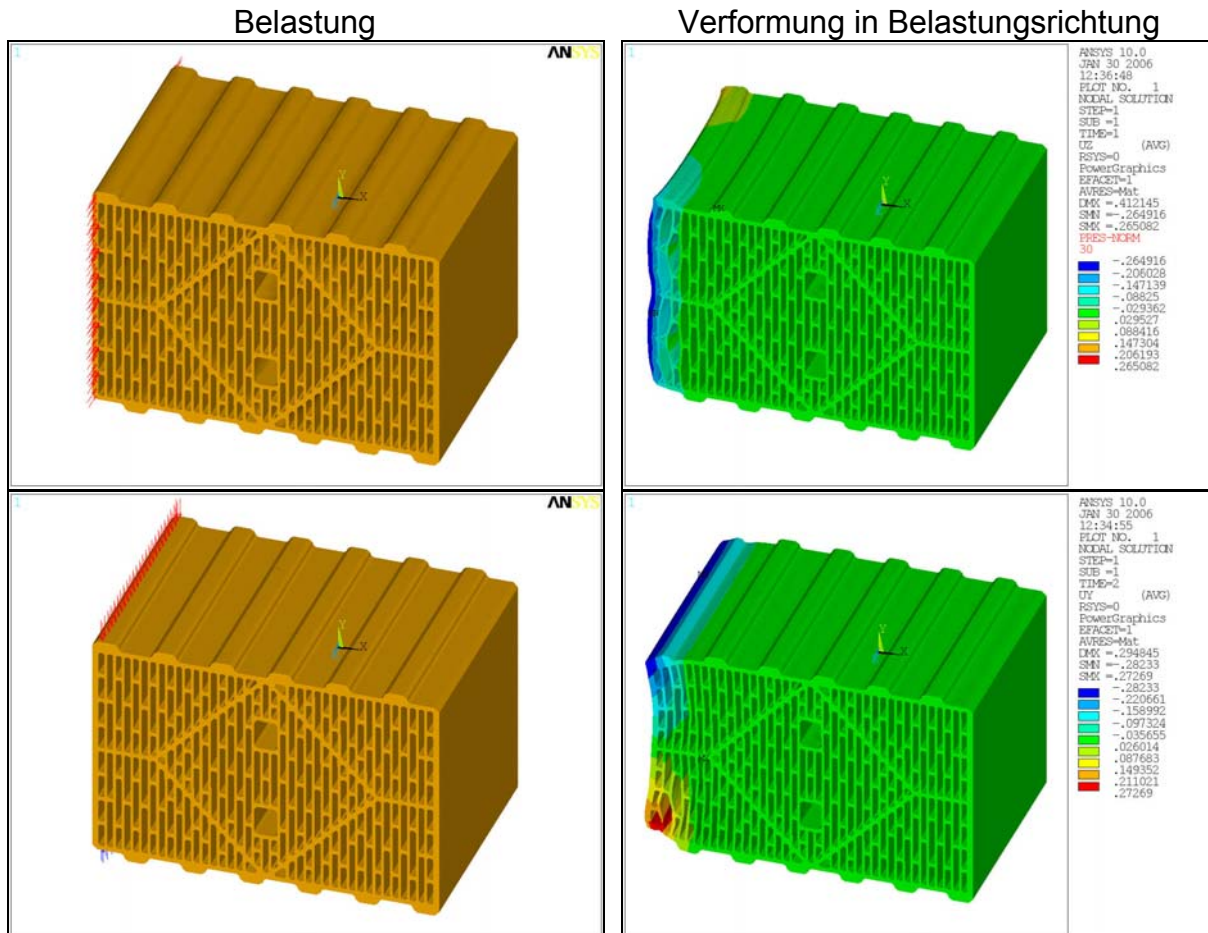 Belastung
Verformung in Belastungsrichtung
1
ANSYS
Y
X
1
MX
Y
X
ANSYS 10.0
JAN 30 2006
12:36:48
PLOT NO. 1
NODAL SOLUTION
STEP=1
SUB =1
TIME=1
UZ (AVG)
RSYS=0
PowerGraphics
EFACET=1
AVRES=Mat
DMX =.412145
SMN =-.264916
SMX =.265082
PRES-NORM
30
-.264916
-.206028
-.147139
-.08825
-.029362
.029527
.088416
.147304
.206193
.265082
1
ANSYS
Y
X
1
Y
X
ANSYS 10.0
JAN 30 2006
12:34:55
PLOT NO. 1
NODAL SOLUTION
STEP=1
SUB =1
TIME=2
UY (AVG)
RSYS=0
PowerGraphics
EFACET=1
AVRES=Mat
DMX =.294845
SMN =-.28233
SMX =.27269
-.28233
-.220661
-.158992
-.097324
-.035655
.026014
.087683
.149352
.211021
.27269